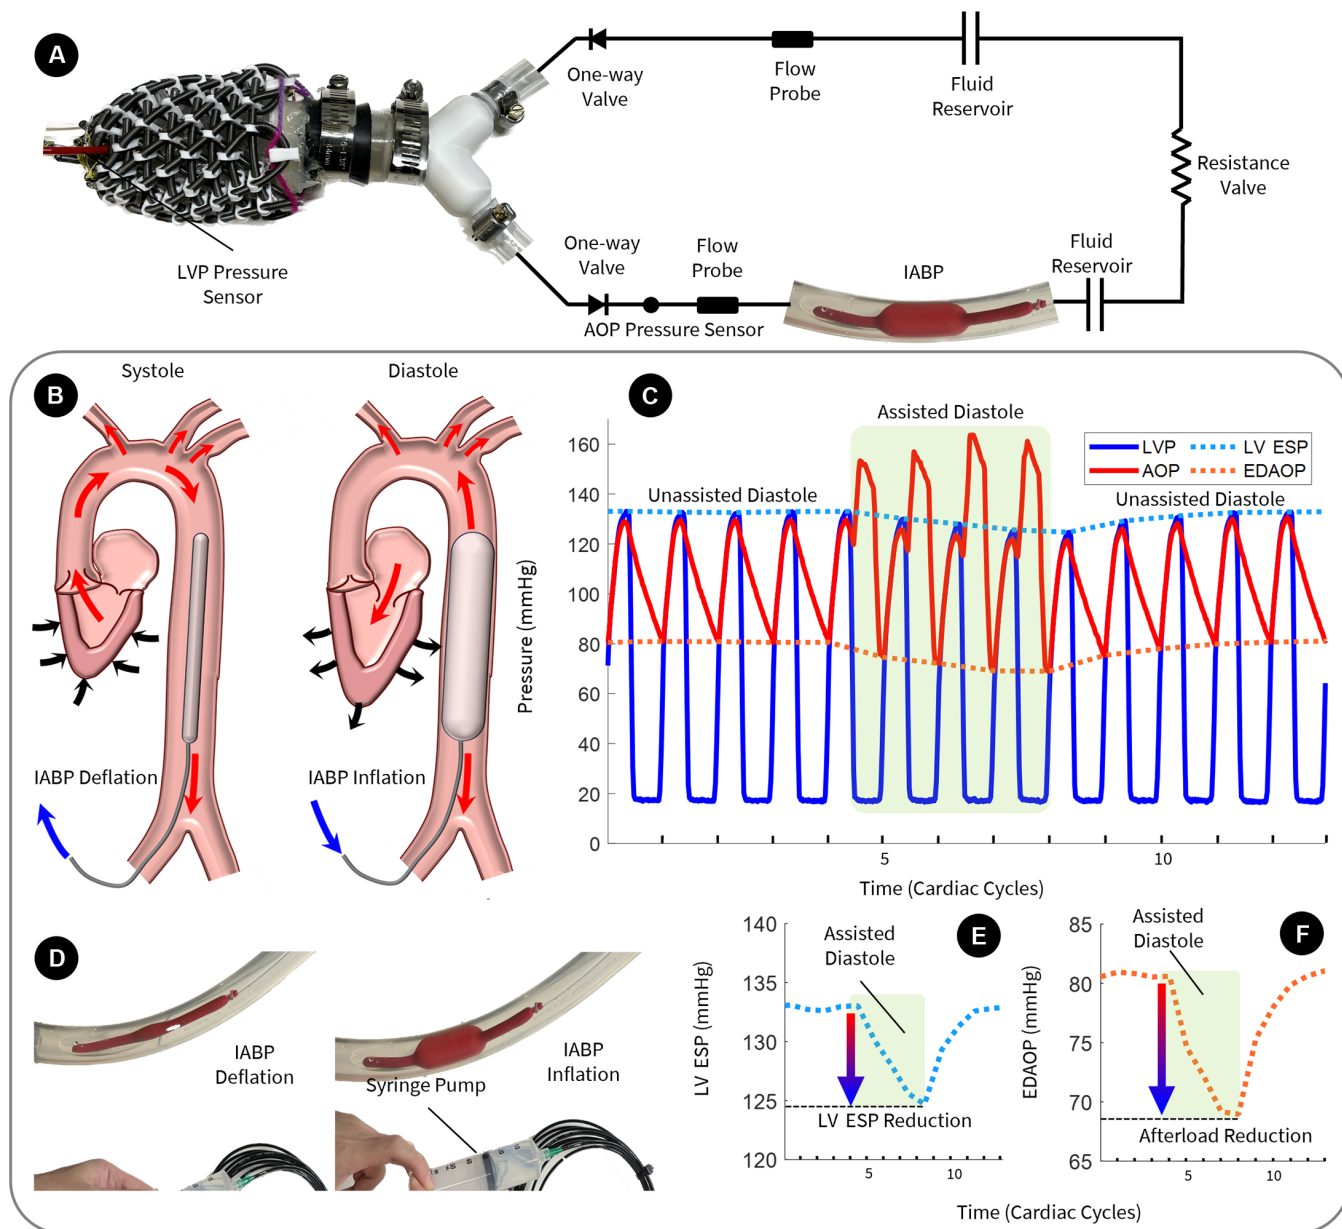 A
One-way
Valve
Flow
Probe
Fluid
Reservoir
Resistance
Valve
LVP Pressure
Sensor
One-way
Valve
Flow
Probe
IABP
Fluid
Reservoir
AOP Pressure Sensor
B
Systole
Diastole
IABP Deflation
IABP Inflation
C
Assisted Diastole
Unassisted Diastole
Unassisted Diastole
LVP
LV ESP
AOP
EDAOP
Pressure (mmHg)
160
140
120
100
80
60
40
20
0
5
10
Time (Cardiac Cycles)
D
IABP
Deflation
IABP
Inflation
Syringe Pump
E
Assisted
Diastole
LV ESP (mmHg)
140
135
130
125
120
LV ESP Reduction
5
10
F
Assisted
Diastole
EDAOP (mmHg)
85
80
75
70
65
Afterload Reduction
5
10
Time (Cardiac Cycles)